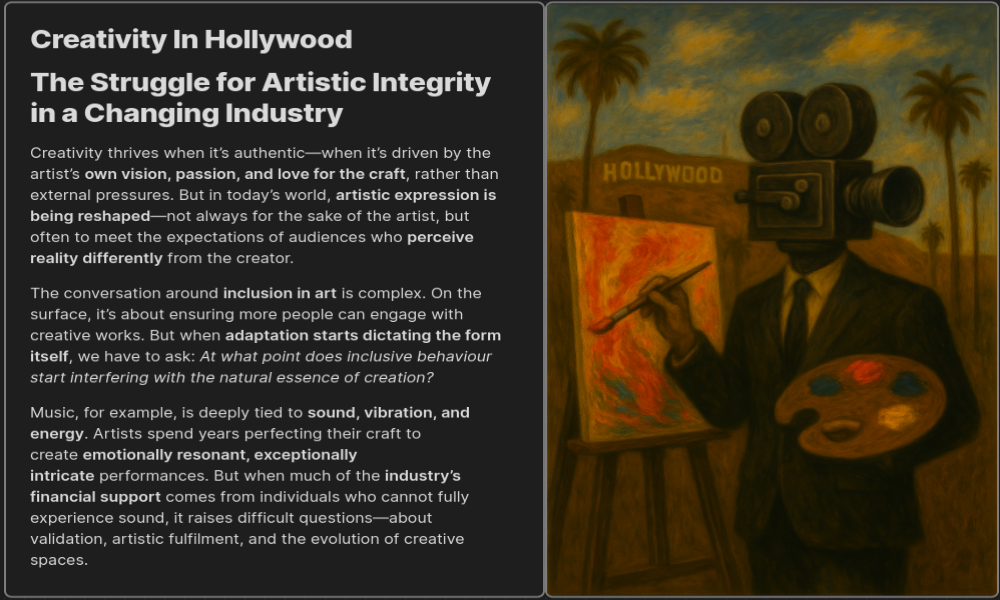 Creativity In Hollywood
The Struggle for Artistic Integrity
in a Changing Industry
Creativity thrives when it’s authentic—when it’s driven by the
artist’s own vision, passion, and love for the craft, rather than
external pressures. But in today’s world, artistic expression is
being reshaped—not always for the sake of the artist, but
often to meet the expectations of audiences who perceive
reality differently from the creator.
The conversation around inclusion in art is complex. On the
surface, it’s about ensuring more people can engage with
creative works. But when adaptation starts dictating the form
itself, we have to ask: At what point does inclusive behaviour
start interfering with the natural essence of creation?
Music, for example, is deeply tied to sound, vibration, and
energy. Artists spend years perfecting their craft to
create emotionally resonant, exceptionally
intricate performances. But when much of the industry’s
financial support comes from individuals who cannot fully
experience sound, it raises difficult questions—about
validation, artistic fulfilment, and the evolution of creative
spaces.
HOLLYWOOD